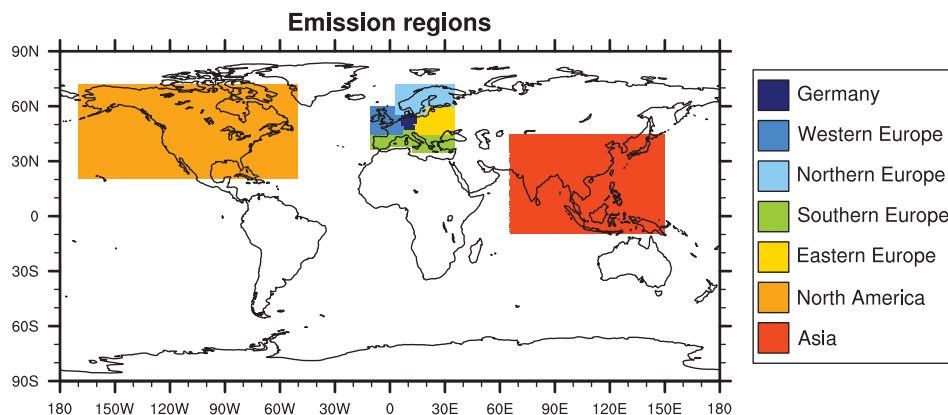 Emission regions
90N
60N
30N
0
30S
60S
90S
180 150W 120W 90W 60W 30W 0 30E 60E 90E 120E 150E 180
Germany
Western Europe
Northern Europe
Southern Europe
Eastern Europe
North America
Asia